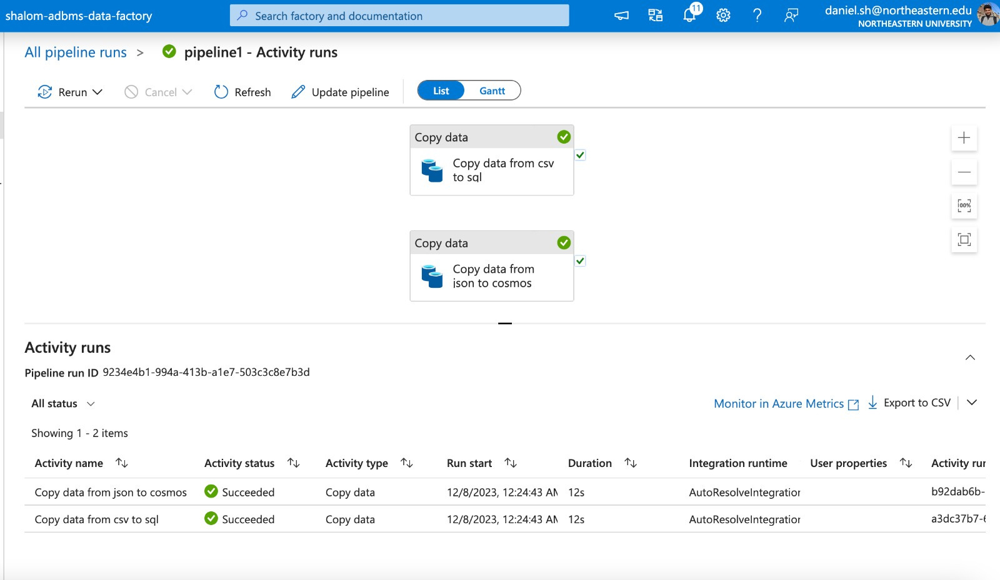 shalom-adbms-data-factory
Search factory and documentation
11
daniel.sh@northeastern.edu
NORTHEASTERN UNIVERSITY
All pipeline runs > pipeline1 - Activity runs
Rerun Cancel Refresh Update pipeline List Gantt
Copy data
Copy data from csv
to sql
Copy data
Copy data from
json to cosmos
100%
Activity runs
Pipeline run ID 9234e4b1-994a-413b-a1e7-503c3c8e7b3d
All status
Monitor in Azure Metrics Export to CSV
Showing 1 - 2 items
Activity name Activity status Activity type Run start Duration Integration runtime User properties Activity run
Copy data from json to cosmos Succeeded Copy data 12/8/2023, 12:24:43 AM 12s AutoResolveIntegration b92dab6b-
Copy data from csv to sql Succeeded Copy data 12/8/2023, 12:24:43 AM 12s AutoResolveIntegration a3dc37b7-6